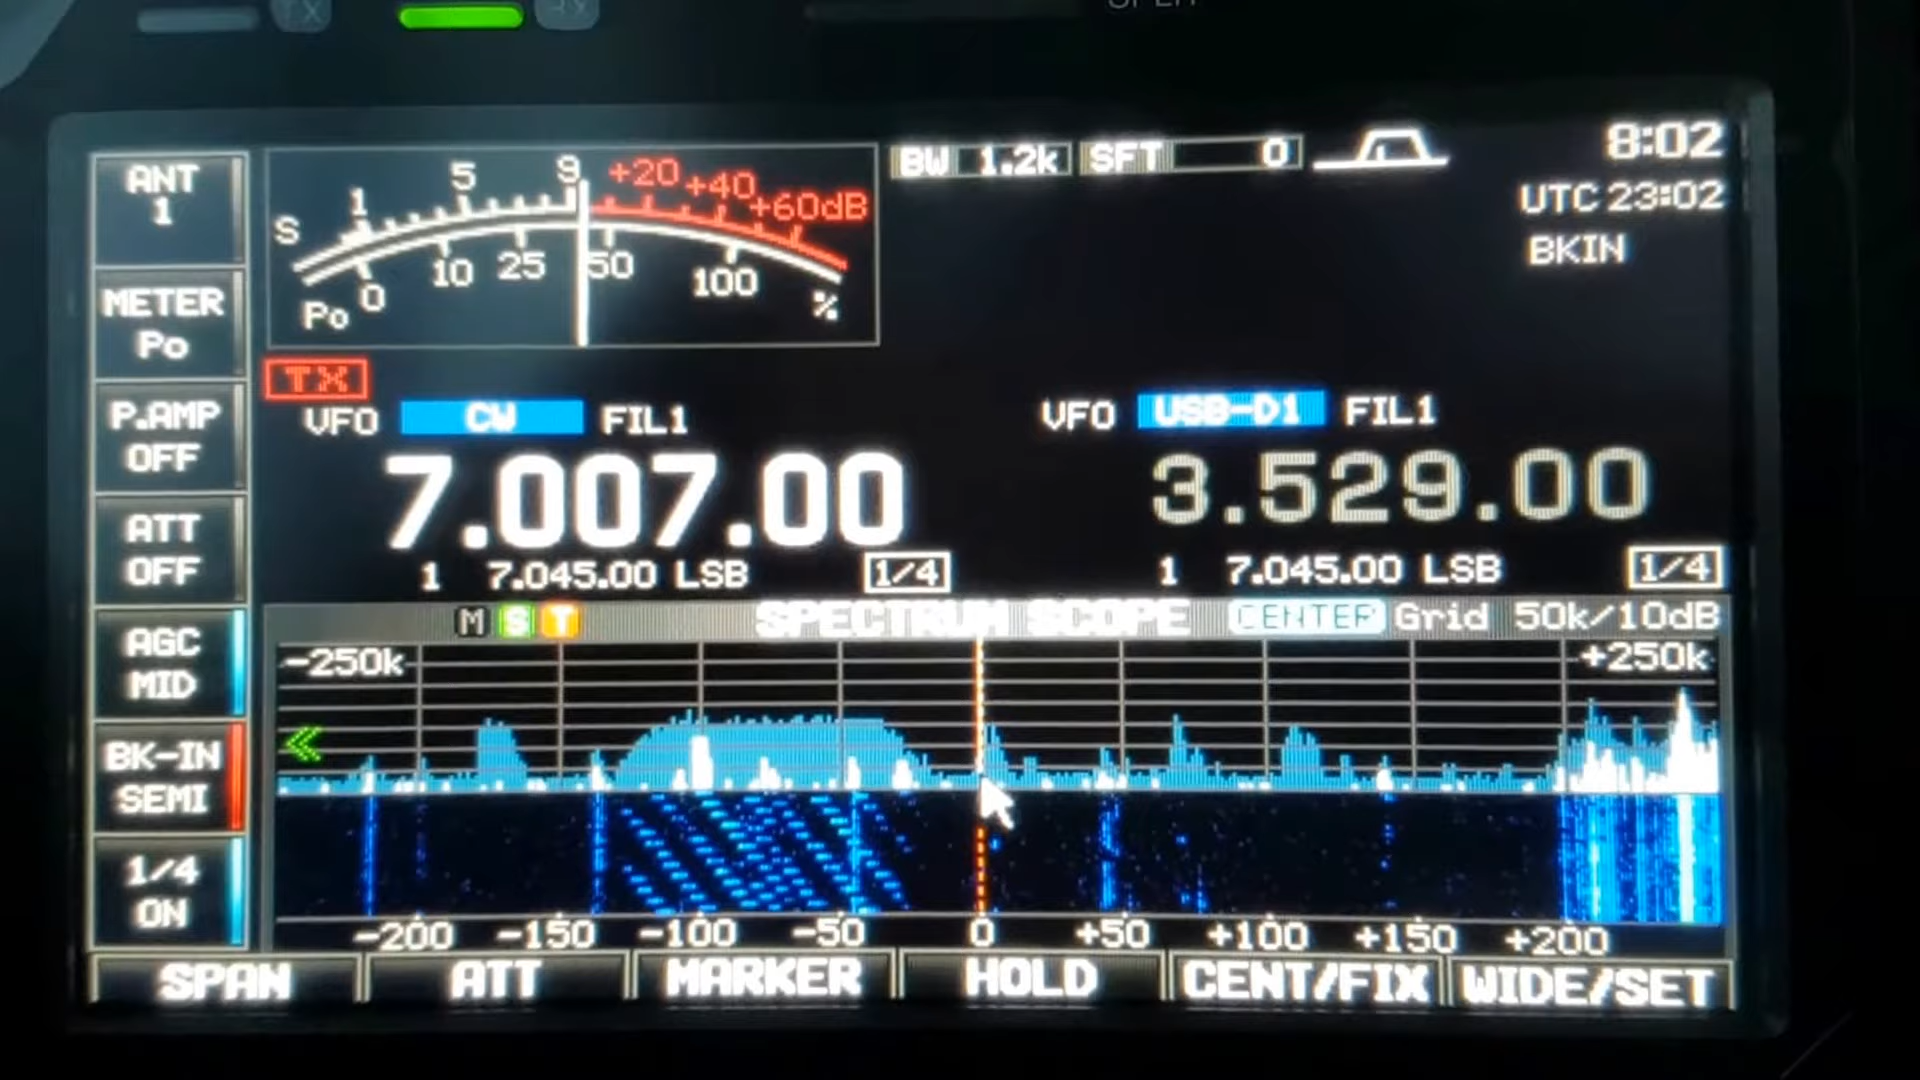 TX
RX
ANT
1
METER
Po
P.AMP
OFF
ATT
OFF
AGC
MID
BK-IN
SEMI
1/4
ON
S 1 5 9 +20 +40 +60dB
Po 0 10 25 50 100 %
BW 1.2k SFT 0
8:02
UTC 23:02
BKIN
TX
VFO CW FIL1
7.007.00
1 7.045.00 LSB 1/4
VFO USB-D1 FIL1
3.529.00
1 7.045.00 LSB 1/4
M S T SPECTRUM SCOPE CENTER Grid 50k/10dB
-250k +250k
-200 -150 -100 -50 0 +50 +100 +150 +200
SPAN ATT MARKER HOLD CENT/FIX WIDE/SET